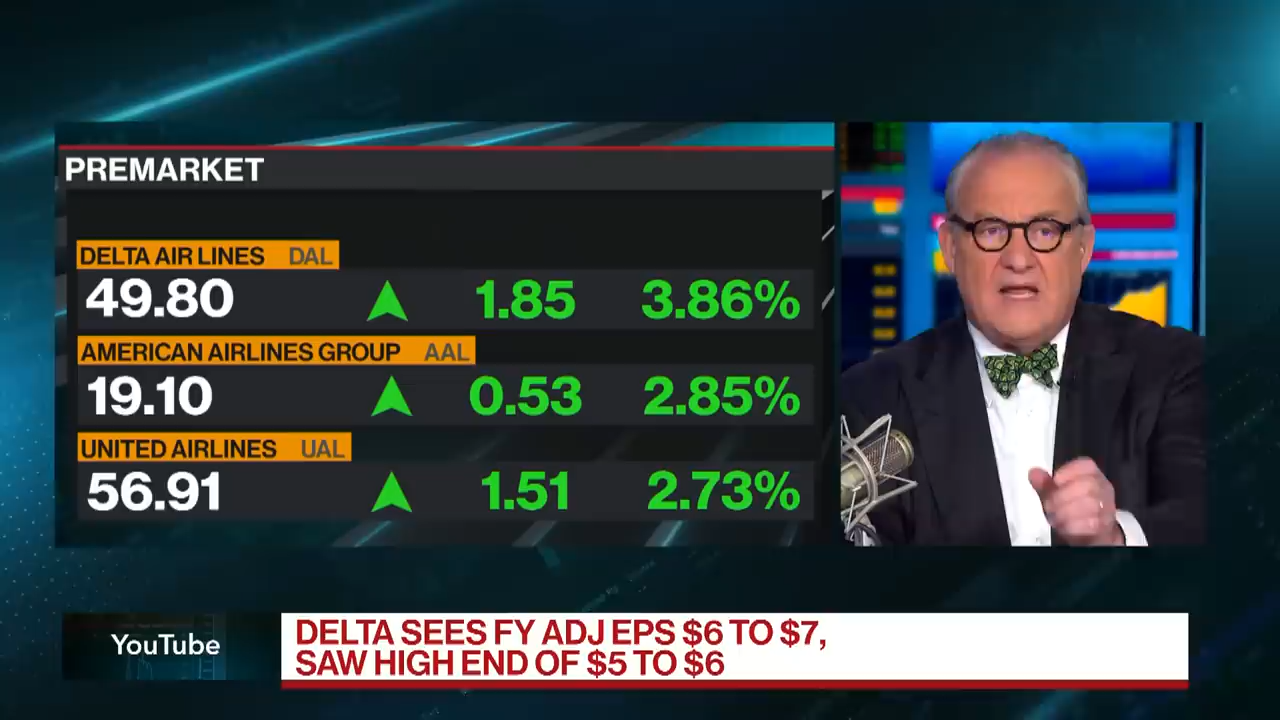 PREMARKET
DELTA AIR LINES DAL
49.80 ▲ 1.85 3.86%
AMERICAN AIRLINES GROUP AAL
19.10 ▲ 0.53 2.85%
UNITED AIRLINES UAL
56.91 ▲ 1.51 2.73%
YouTube
DELTA SEES FY ADJ EPS $6 TO $7,
SAW HIGH END OF $5 TO $6